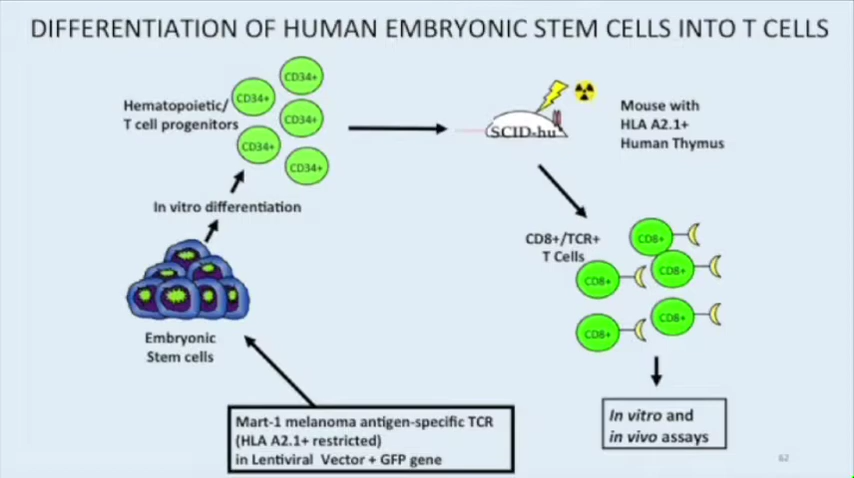 DIFFERENTIATION OF HUMAN EMBRYONIC STEM CELLS INTO T CELLS
Hematopoietic/
T cell progenitors
CD34+
CD34+
CD34+
CD34+
CD34+
SCID-hu
Mouse with
HLA A2.1+
Human Thymus
In vitro differentiation
CD8+/TCR+
T Cells
CD8+
CD8+
CD8+
CD8+
CD8+
Embryonic
Stem cells
Mart-1 melanoma antigen-specific TCR
(HLA A2.1+ restricted)
in Lentiviral Vector + GFP gene
In vitro and
in vivo assays
62